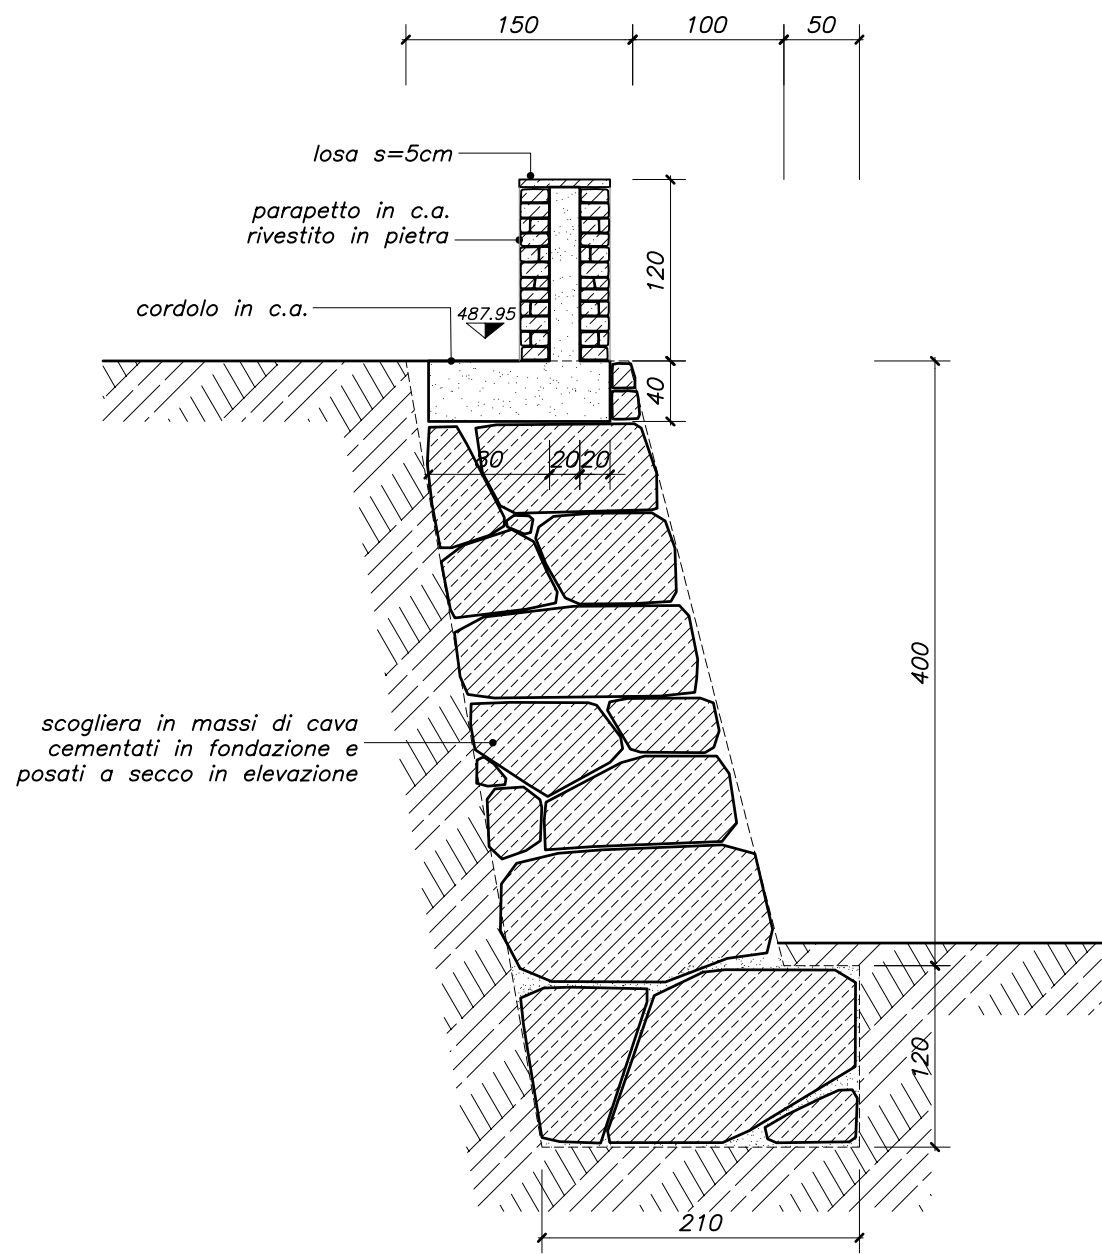 150 100 50
losa s=5cm
parapetto in c.a.
rivestito in pietra
120
cordolo in c.a.
487.95
40
80 20 20
400
scogliera in massi di cava
cementati in fondazione e
posati a secco in elevazione
120
210